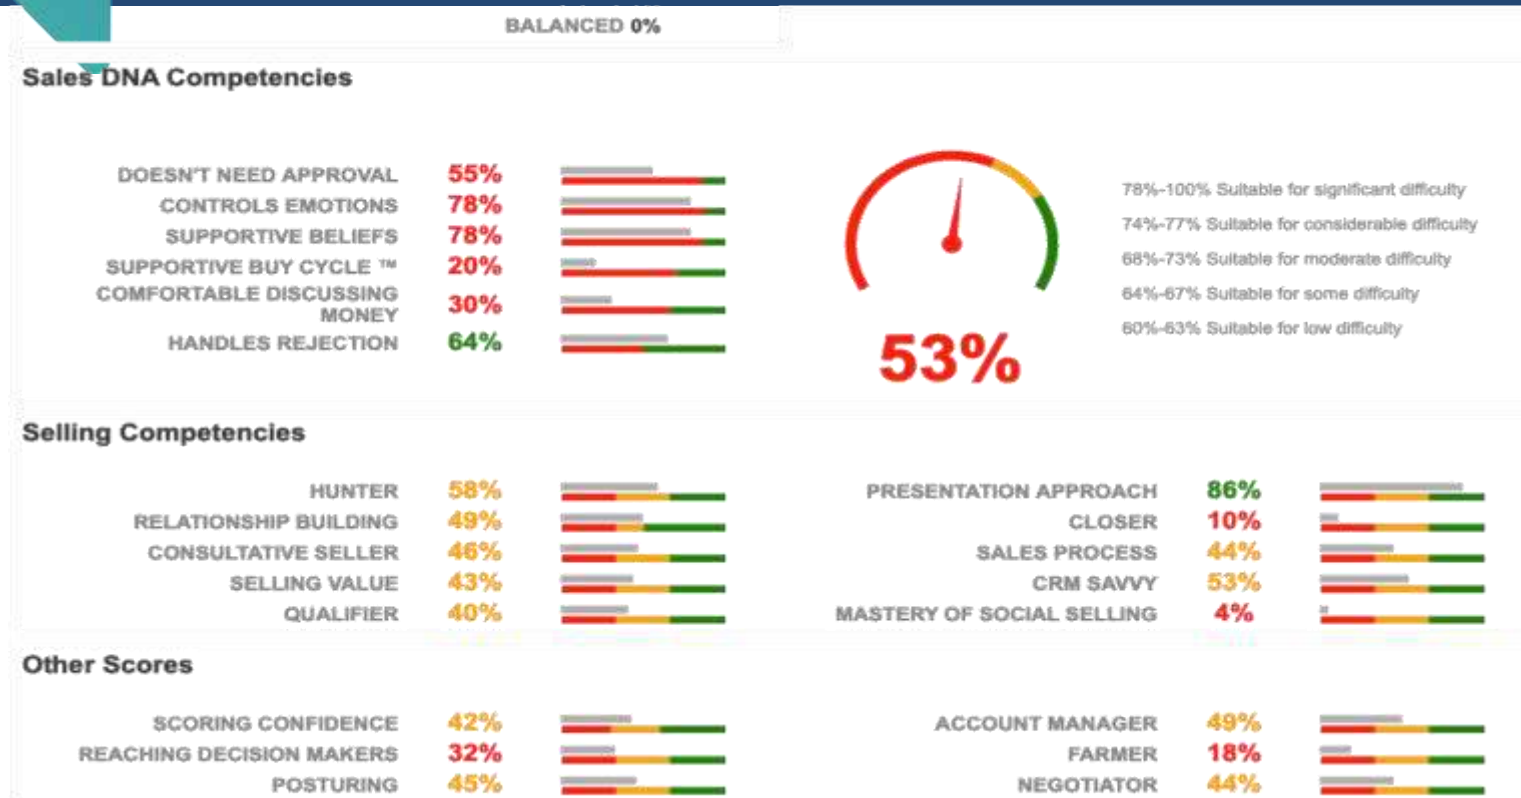 BALANCED 0%
Sales DNA Competencies
DOESN'T NEED APPROVAL 55%
CONTROLS EMOTIONS 78%
SUPPORTIVE BELIEFS 78%
SUPPORTIVE BUY CYCLE ™ 20%
COMFORTABLE DISCUSSING
MONEY 30%
HANDLES REJECTION 64%
53%
78%-100% Suitable for significant difficulty
74%-77% Suitable for considerable difficulty
68%-73% Suitable for moderate difficulty
64%-67% Suitable for some difficulty
60%-63% Suitable for low difficulty
Selling Competencies
HUNTER 58%
RELATIONSHIP BUILDING 49%
CONSULTATIVE SELLER 46%
SELLING VALUE 43%
QUALIFIER 40%
PRESENTATION APPROACH 86%
CLOSER 10%
SALES PROCESS 44%
CRM SAVVY 53%
MASTERY OF SOCIAL SELLING 4%
Other Scores
SCORING CONFIDENCE 42%
REACHING DECISION MAKERS 32%
POSTURING 45%
ACCOUNT MANAGER 49%
FARMER 18%
NEGOTIATOR 44%